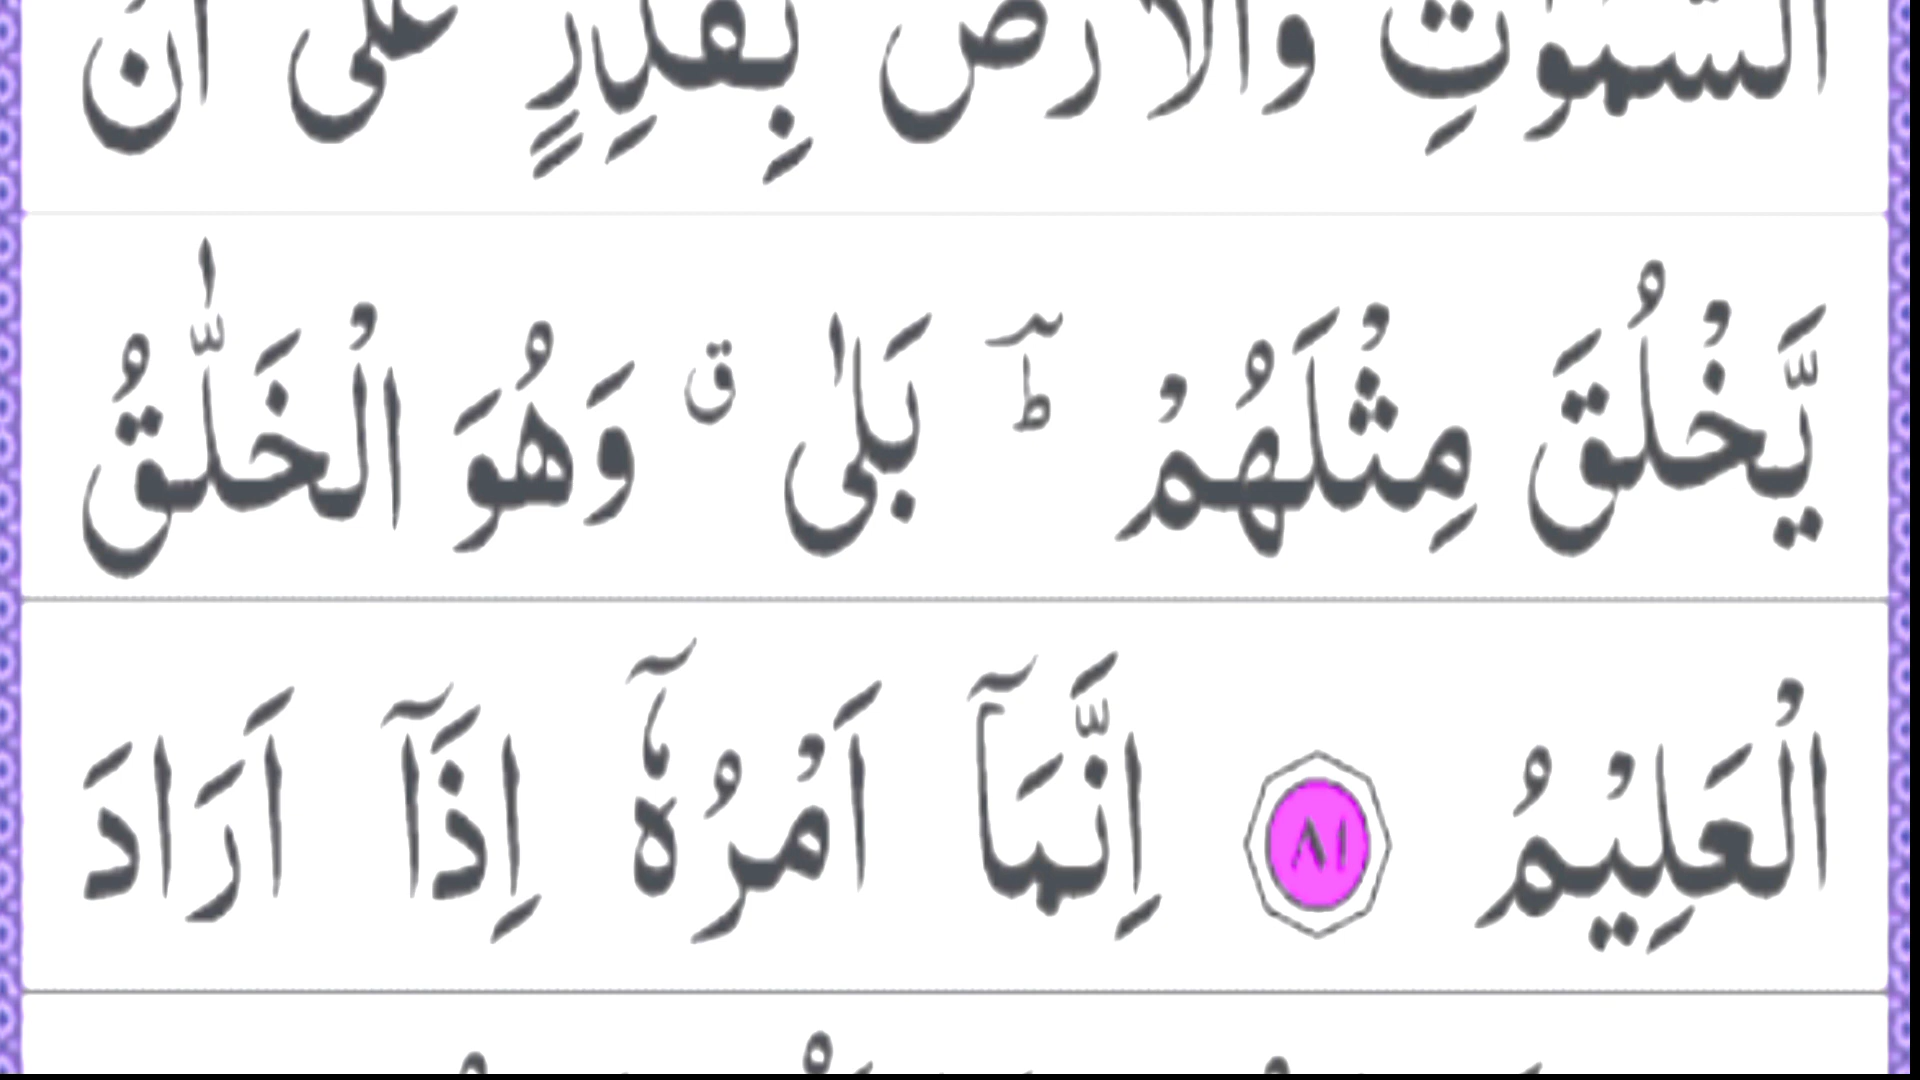 السَّمٰوٰتِ وَالْاَرْضَ بِقٰدِرٍ عَلٰۤى اَنْ
يَّخْلُقَ مِثْلَهُمْ ؕؔ بَلٰى ۗ وَهُوَ الْخَلّٰقُ
الْعَلِيْمُ ۸۱ اِنَّمَاۤ اَمْرُهٗۤ اِذَاۤ اَرَادَ